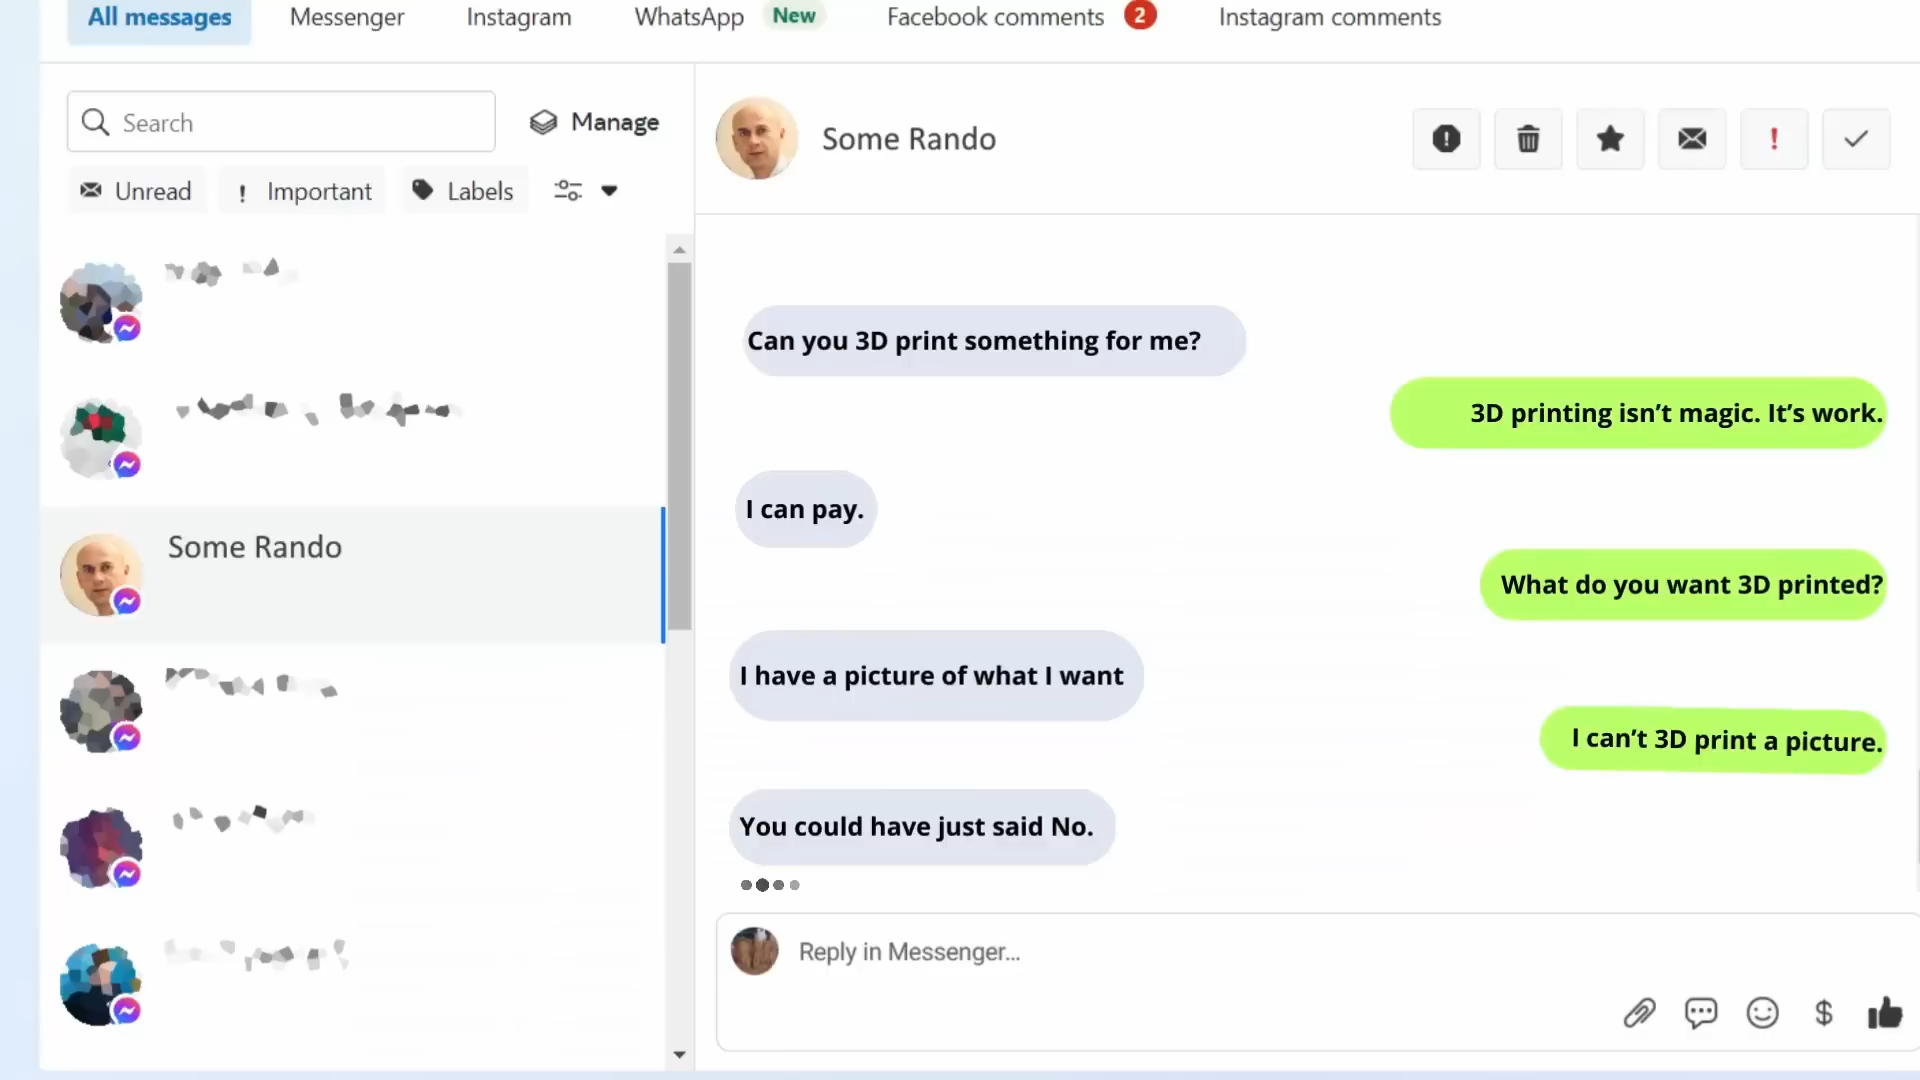 All messages
Messenger
Instagram
WhatsApp
New
Facebook comments
2
Instagram comments
Search
Manage
Unread
! Important
Labels
Some Rando
Some Rando
Can you 3D print something for me?
3D printing isn’t magic. It’s work.
I can pay.
What do you want 3D printed?
I have a picture of what I want
I can’t 3D print a picture.
You could have just said No.
Reply in Messenger...